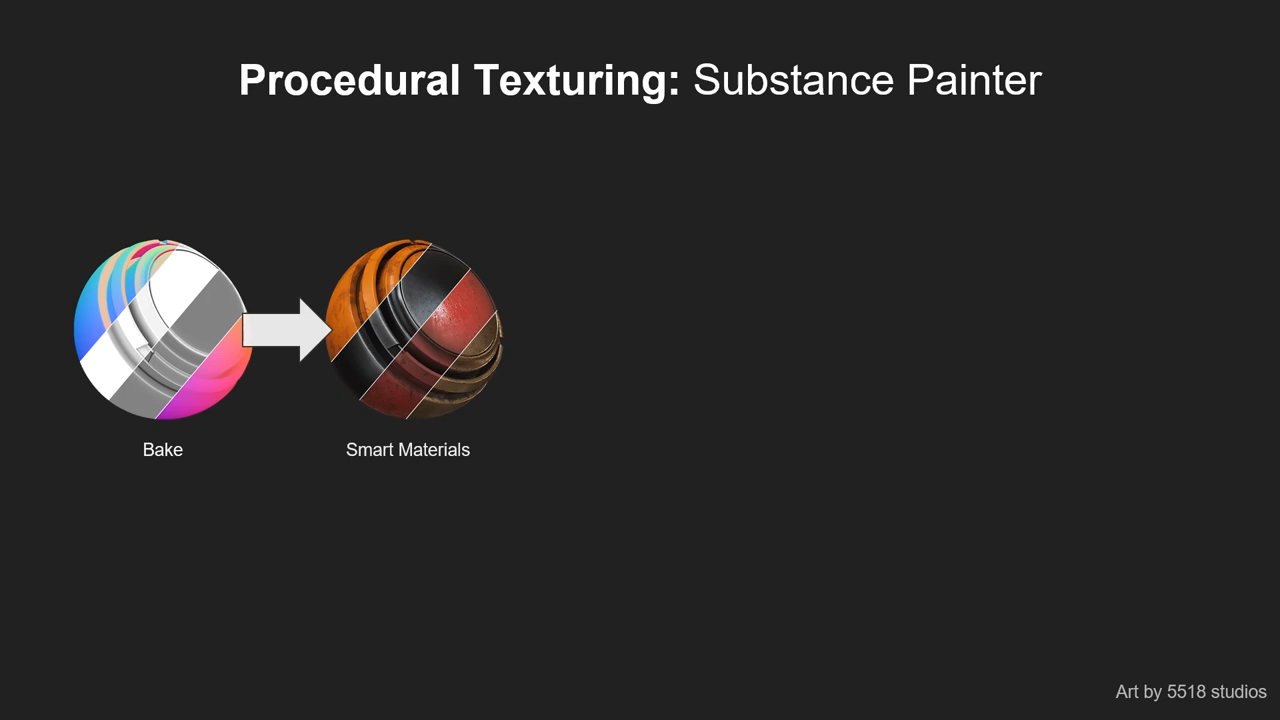 Procedural Texturing: Substance Painter
Bake
Smart Materials
Art by 5518 studios